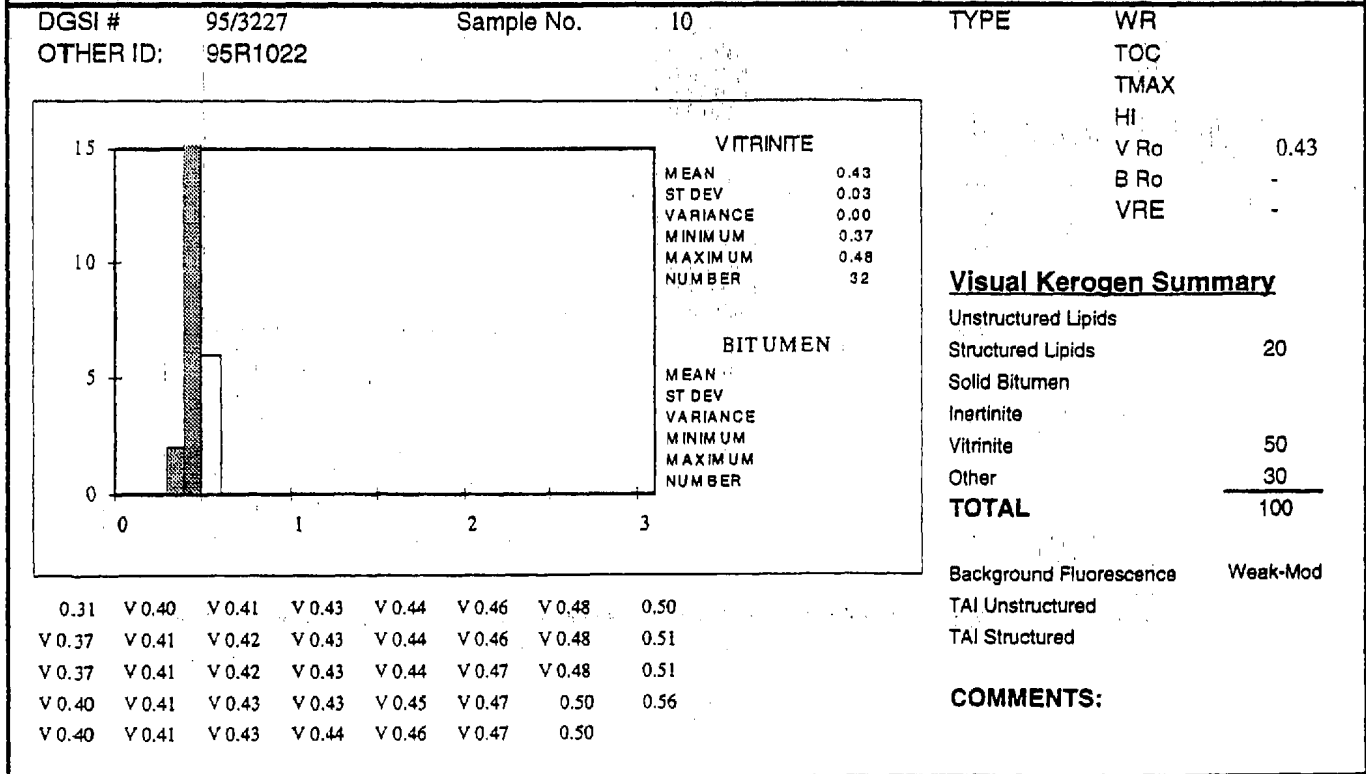 DGSI # 95/3227 Sample No. 10 TYPE WR
OTHER ID: 95R1022 TOC
TMAX
HI
V Ro 0.43
B Ro -
VRE -
15
10
5
0
0 1 2 3
VITRINITE
MEAN 0.43
ST DEV 0.03
VARIANCE 0.00
MINIMUM 0.37
MAXIMUM 0.48
NUMBER 32
BITUMEN
MEAN
ST DEV
VARIANCE
MINIMUM
MAXIMUM
NUMBER
Visual Kerogen Summary
Unstructured Lipids
Structured Lipids 20
Solid Bitumen
Inertinite
Vitrinite 50
Other 30
TOTAL 100
Background Fluorescence Weak-Mod
TAI Unstructured
TAI Structured
COMMENTS:
0.31 V 0.40 V 0.41 V 0.43 V 0.44 V 0.46 V 0.48 0.50
V 0.37 V 0.41 V 0.42 V 0.43 V 0.44 V 0.46 V 0.48 0.51
V 0.37 V 0.41 V 0.42 V 0.43 V 0.44 V 0.47 V 0.48 0.51
V 0.40 V 0.41 V 0.43 V 0.43 V 0.45 V 0.47 0.50 0.56
V 0.40 V 0.41 V 0.43 V 0.44 V 0.46 V 0.47 0.50